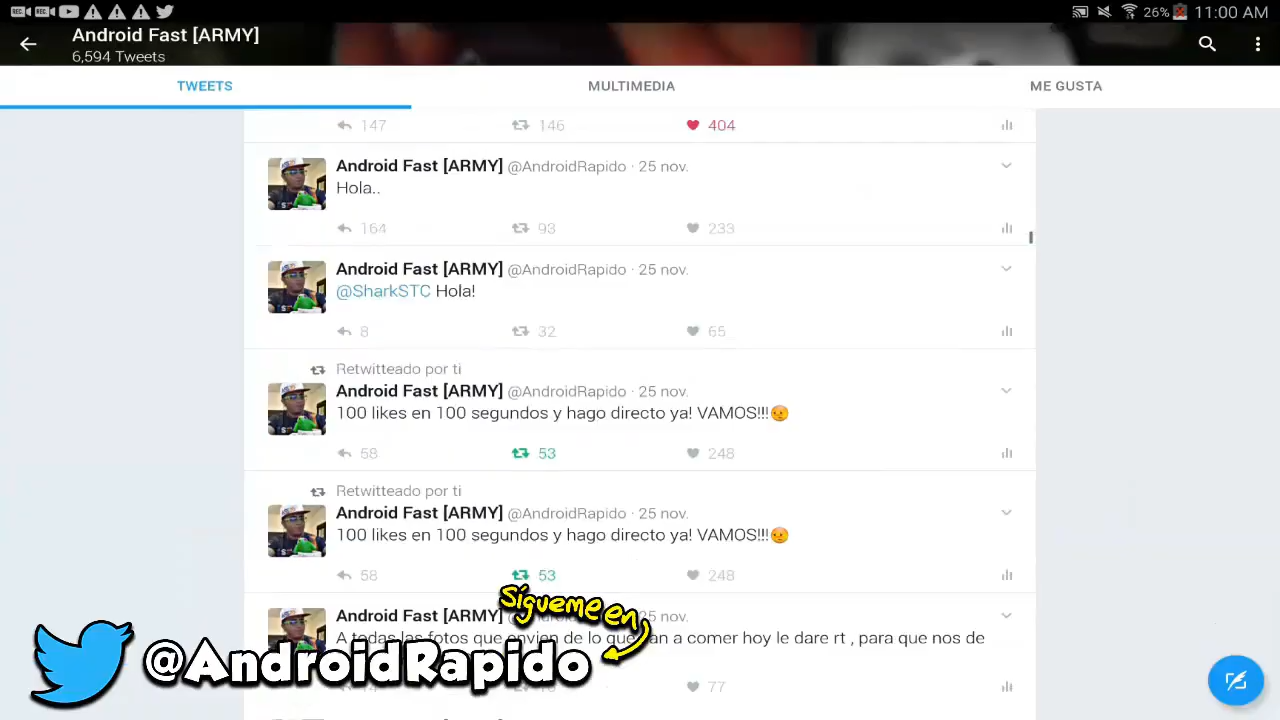 REC REC 26% 11:00 AM
Android Fast [ARMY]
6,594 Tweets
TWEETS MULTIMEDIA ME GUSTA
147 146 404
Android Fast [ARMY] @AndroidRapido · 25 nov.
Hola..
164 93 233
Android Fast [ARMY] @AndroidRapido · 25 nov.
@SharkSTC Hola!
8 32 65
Retwitteado por ti
Android Fast [ARMY] @AndroidRapido · 25 nov.
100 likes en 100 segundos y hago directo ya! VAMOS!!!
58 53 248
Retwitteado por ti
Android Fast [ARMY] @AndroidRapido · 25 nov.
100 likes en 100 segundos y hago directo ya! VAMOS!!!
58 53 248
Android Fast [ARMY] 25 nov.
A todas las fotos que envien de lo a comer hoy le dare rt , para que nos de
77
Sígueme en
@AndroidRapido